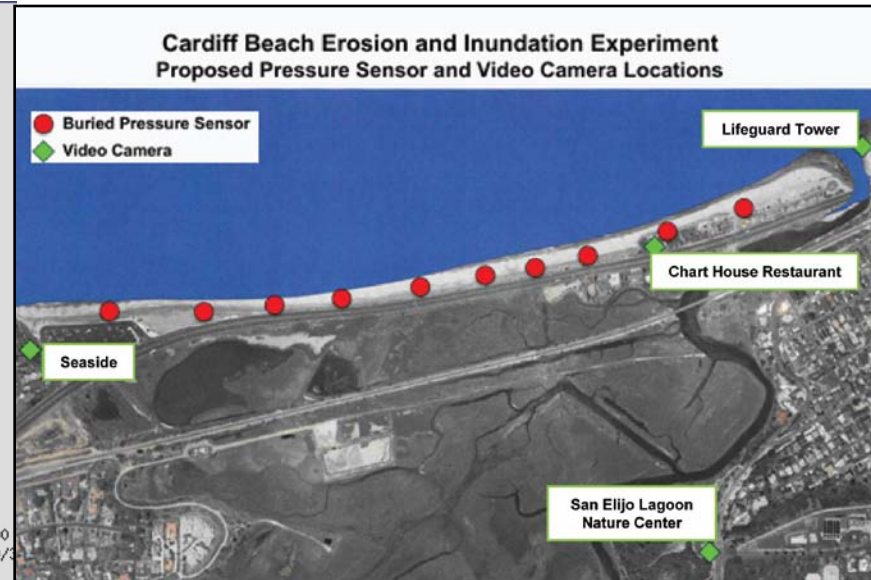 Cardiff Beach Erosion and Inundation Experiment
Proposed Pressure Sensor and Video Camera Locations
Buried Pressure Sensor
Video Camera
Lifeguard Tower
Chart House Restaurant
Seaside
San Elijo Lagoon
Nature Center